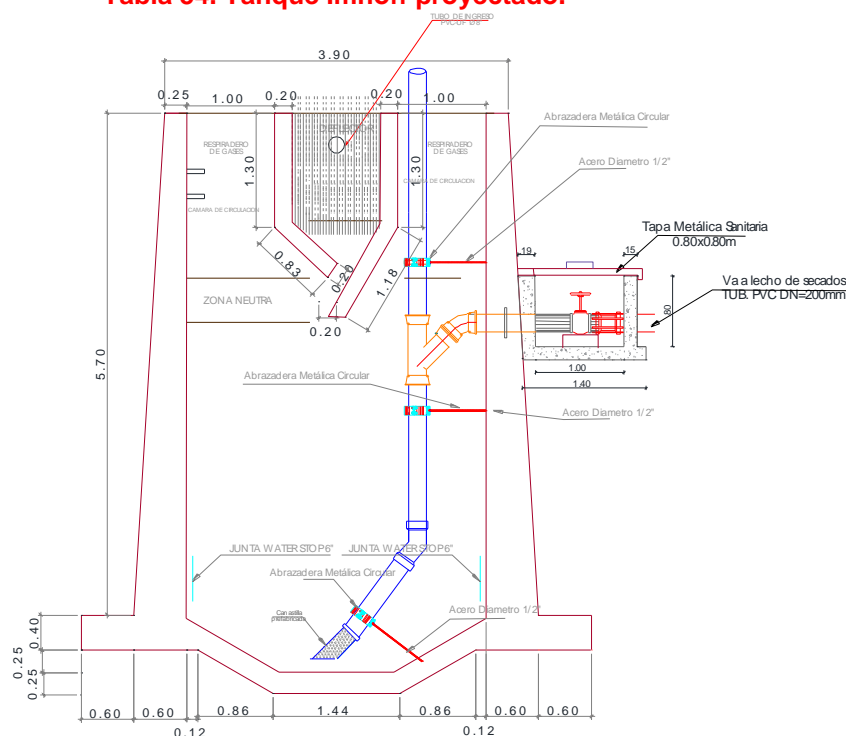 Tabla 54. Tanque Imhoff proyectado.
TUBO DE INGRESO
3.90
0.25
1.00
0.20
0.20
1.00
Abrazadera Metálica Circular
RESPIRADERO
DE GASES
RESPIRADERO
DE GASES
1.30
1.30
Acero Diametro 1/2"
CAMARA DE CIRCULACION
CAMARA DE CIRCULACION
Tapa Metálica Sanitaria
0.80x0.80m
19
15
0.83
0.20
1.18
Va a lecho de secados
TUB. PVC DN=200mm
ZONA NEUTRA
80
0.20
5.70
1.00
Abrazadera Metálica Circular
1.40
Acero Diametro 1/2"
JUNTA WATER STOP 6"
JUNTA WATER STOP 6"
Abrazadera Metálica Circular
Canastilla
prefabricada
Acero Diametro 1/2"
0.40
0.25
0.25
0.60
0.60
0.86
1.44
0.86
0.60
0.60
0.12
0.12